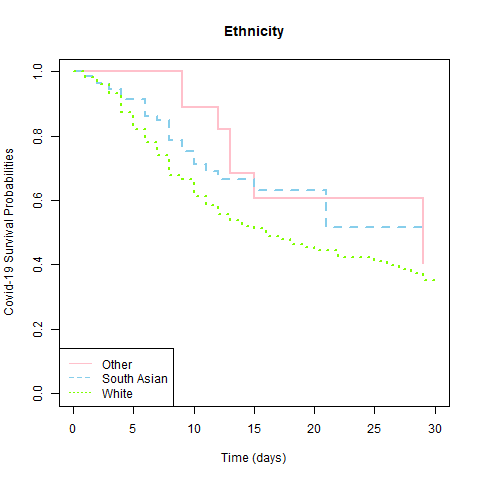 Ethnicity
Covid-19 Survival Probabilities
1.0
0.8
0.6
0.4
0.2
0.0
Other
South Asian
White
0 5 10 15 20 25 30
Time (days)